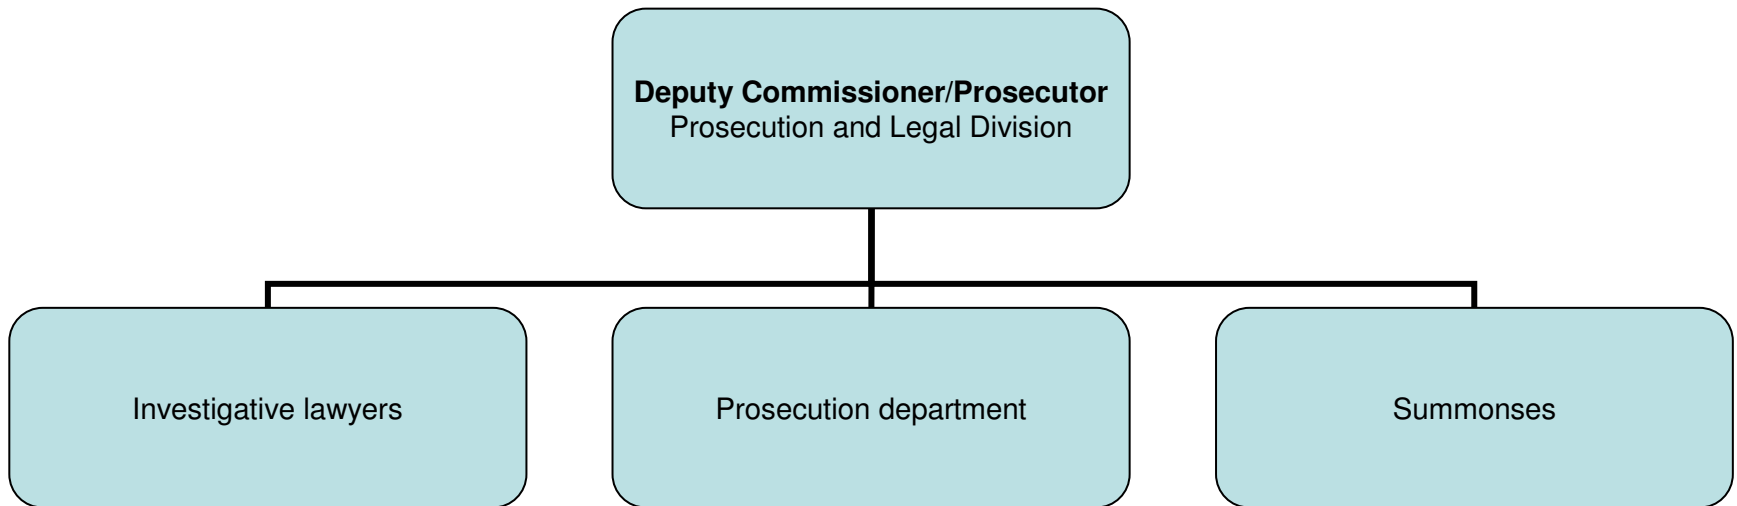 Deputy Commissioner/Prosecutor
Prosecution and Legal Division
Investigative lawyers
Prosecution department
Summonses